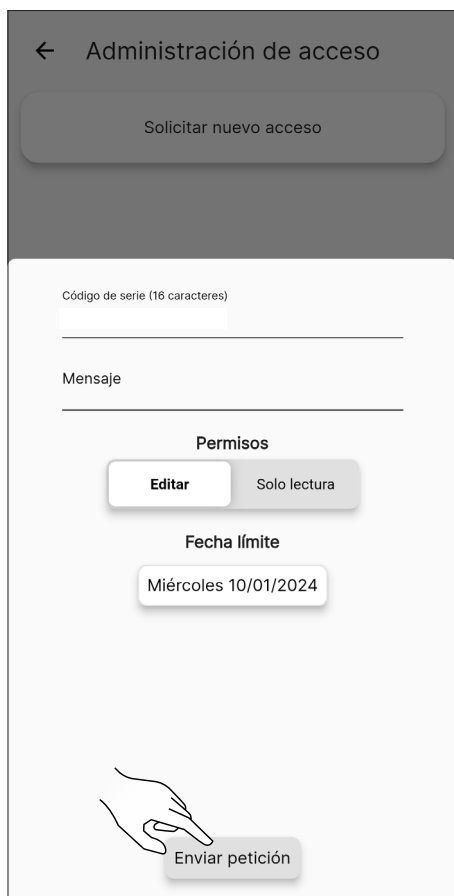 Administración de acceso
Solicitar nuevo acceso
Código de serie (16 caracteres)
Mensaje
Permisos
Editar Solo lectura
Fecha límite
Miércoles 10/01/2024
Enviar petición